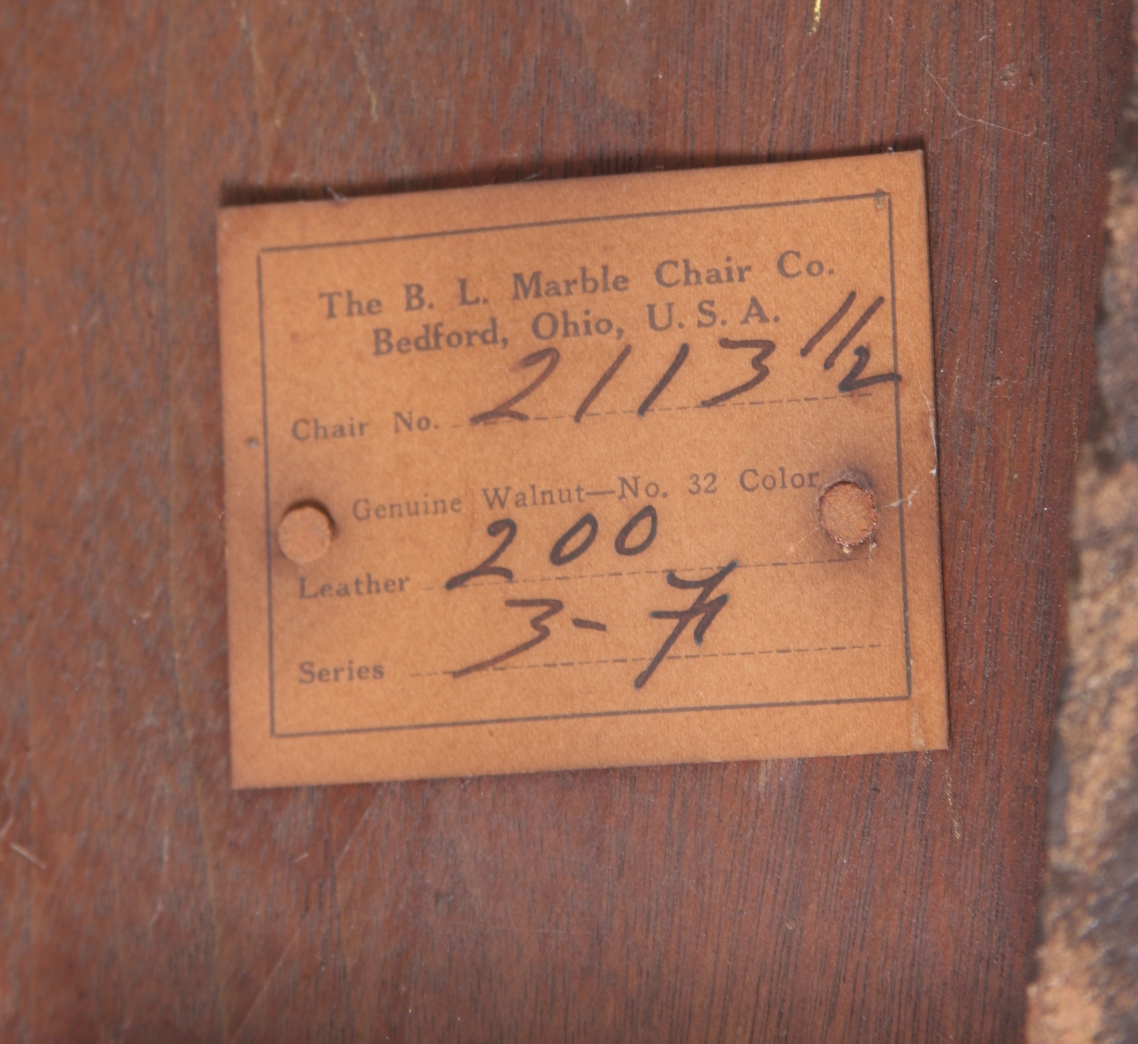 The B. L. Marble Chair Co.
Bedford, Ohio, U. S. A.
Chair No. 2113 1/2
Genuine Walnut—No. 32 Color
Leather 200
Series 3-